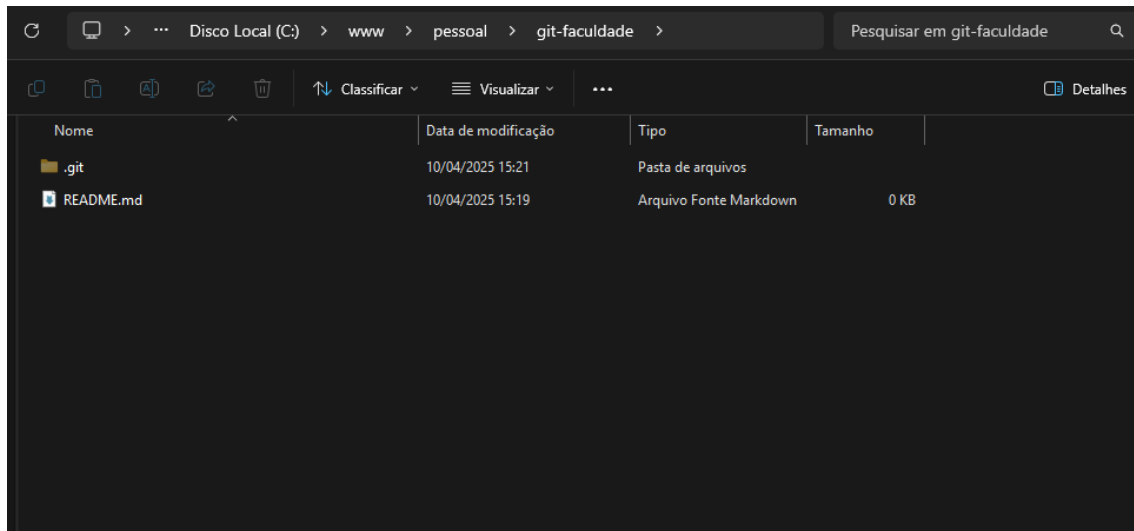 Disco Local (C:) > www > pessoal > git-faculdade >
Pesquisar em git-faculdade
Classificar
Visualizar
Detalhes
Nome Data de modificação Tipo Tamanho
.git 10/04/2025 15:21 Pasta de arquivos
README.md 10/04/2025 15:19 Arquivo Fonte Markdown 0 KB